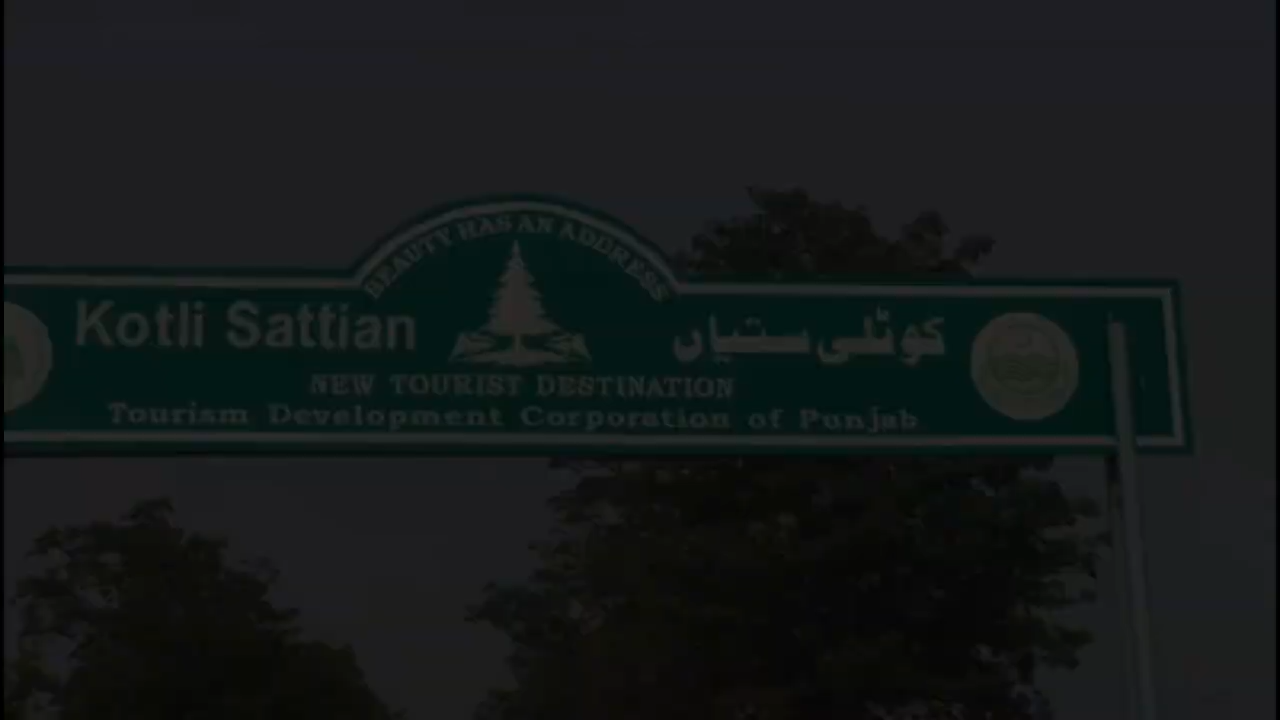 BEAUTY HAS AN ADDRESS
Kotli Sattian
کوٹلی ستیاں
NEW TOURIST DESTINATION
Tourism Development Corporation of Punjab